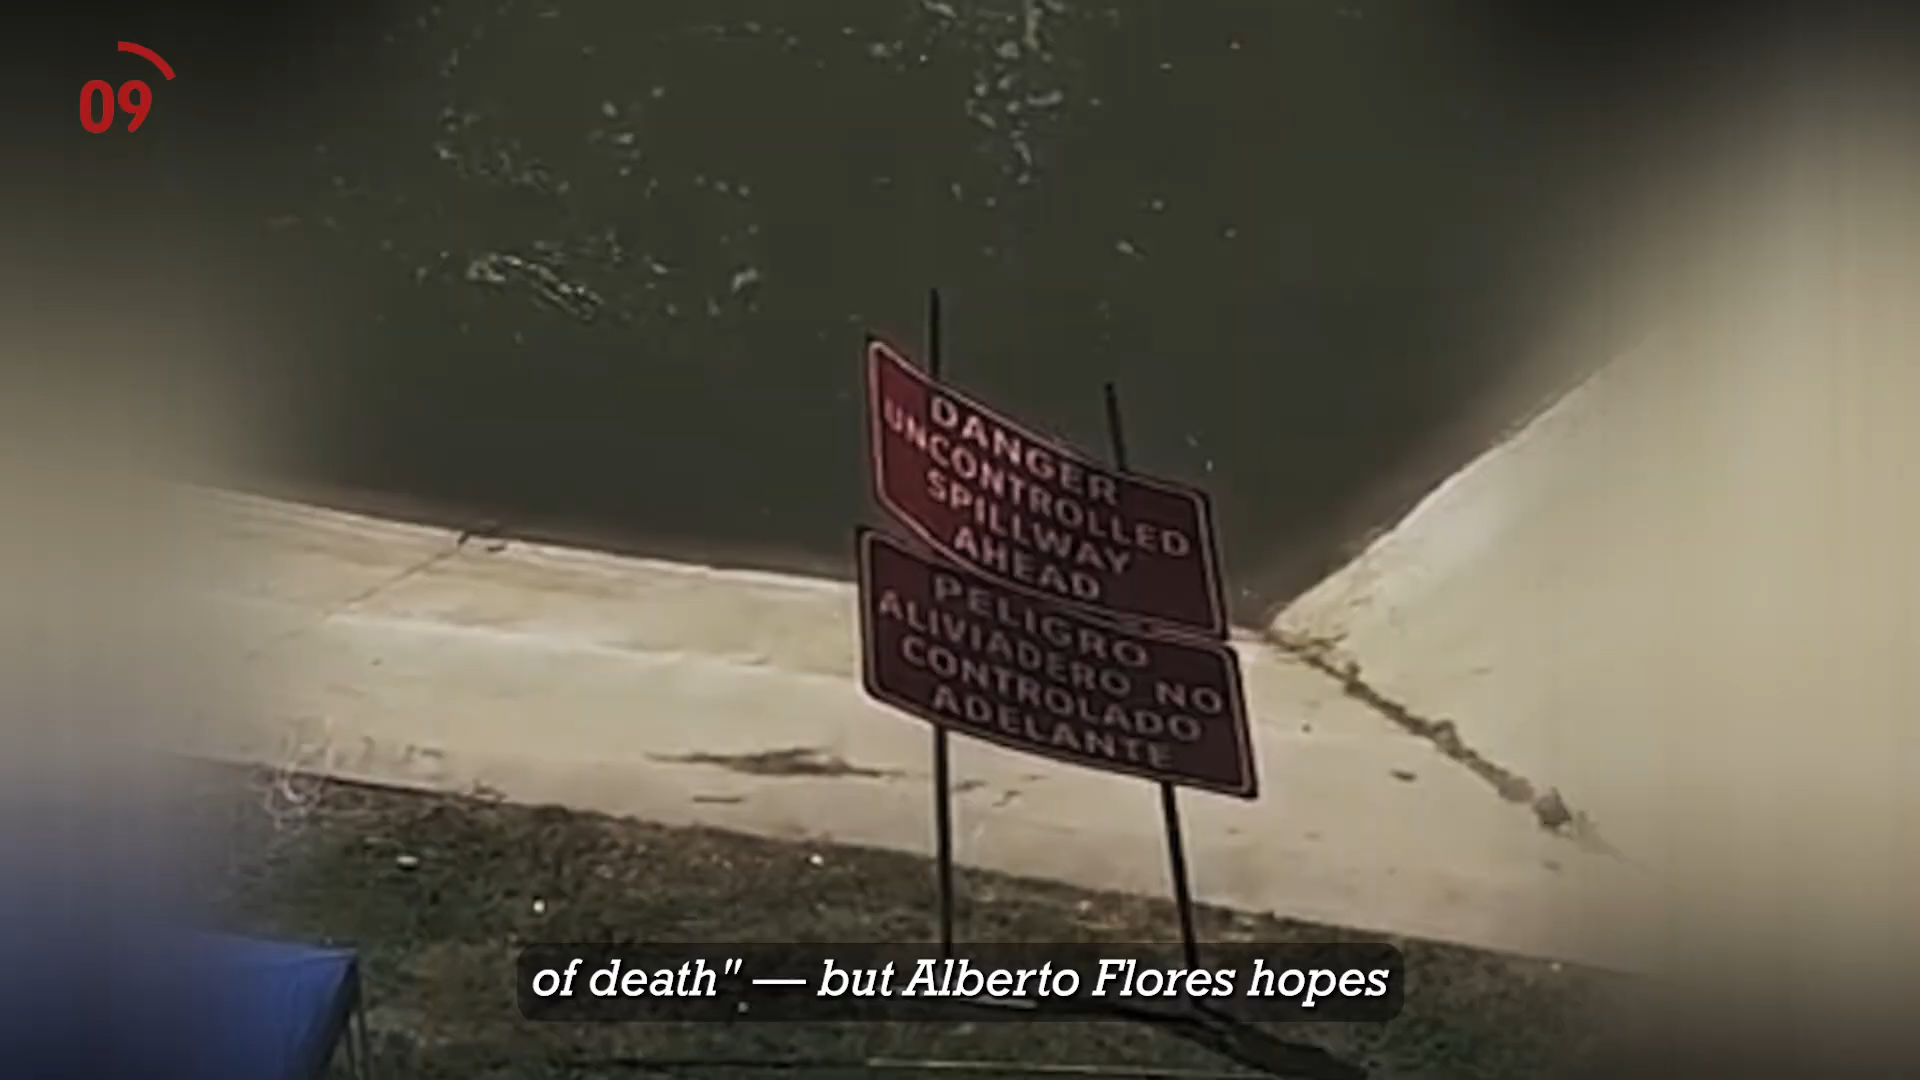 09
DANGER
UNCONTROLLED
SPILLWAY
AHEAD
PELIGRO
ALIVIADERO NO
CONTROLADO
ADELANTE
of death" — but Alberto Flores hopes